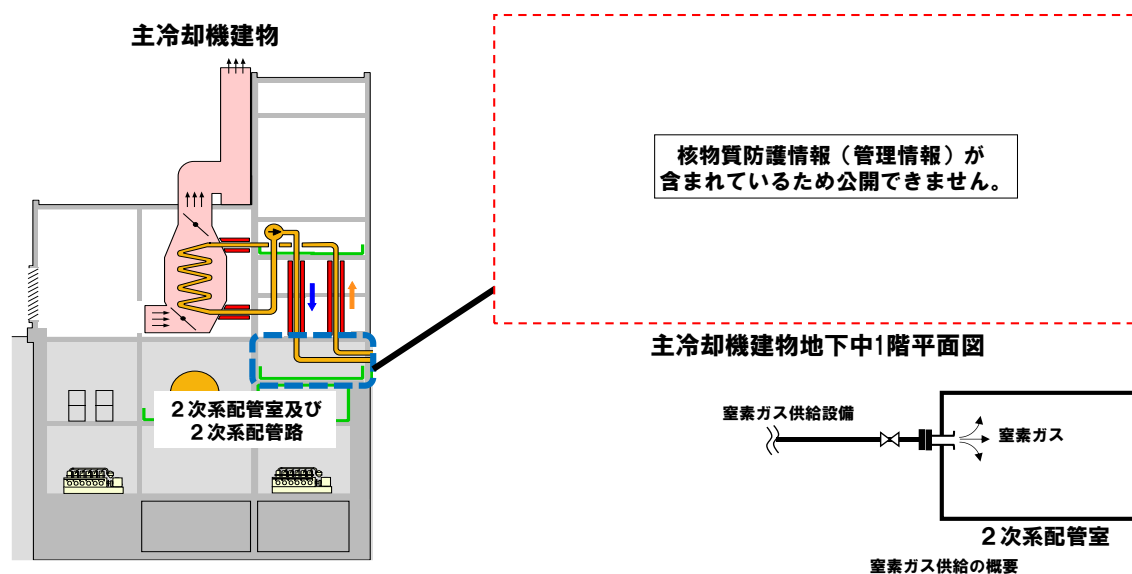 主冷却機建物
核物質防護情報（管理情報）が
含まれているため公開できません。
主冷却機建物地下中1階平面図
２次系配管室及び
２次系配管路
窒素ガス供給設備
窒素ガス
２次系配管室
窒素ガス供給の概要